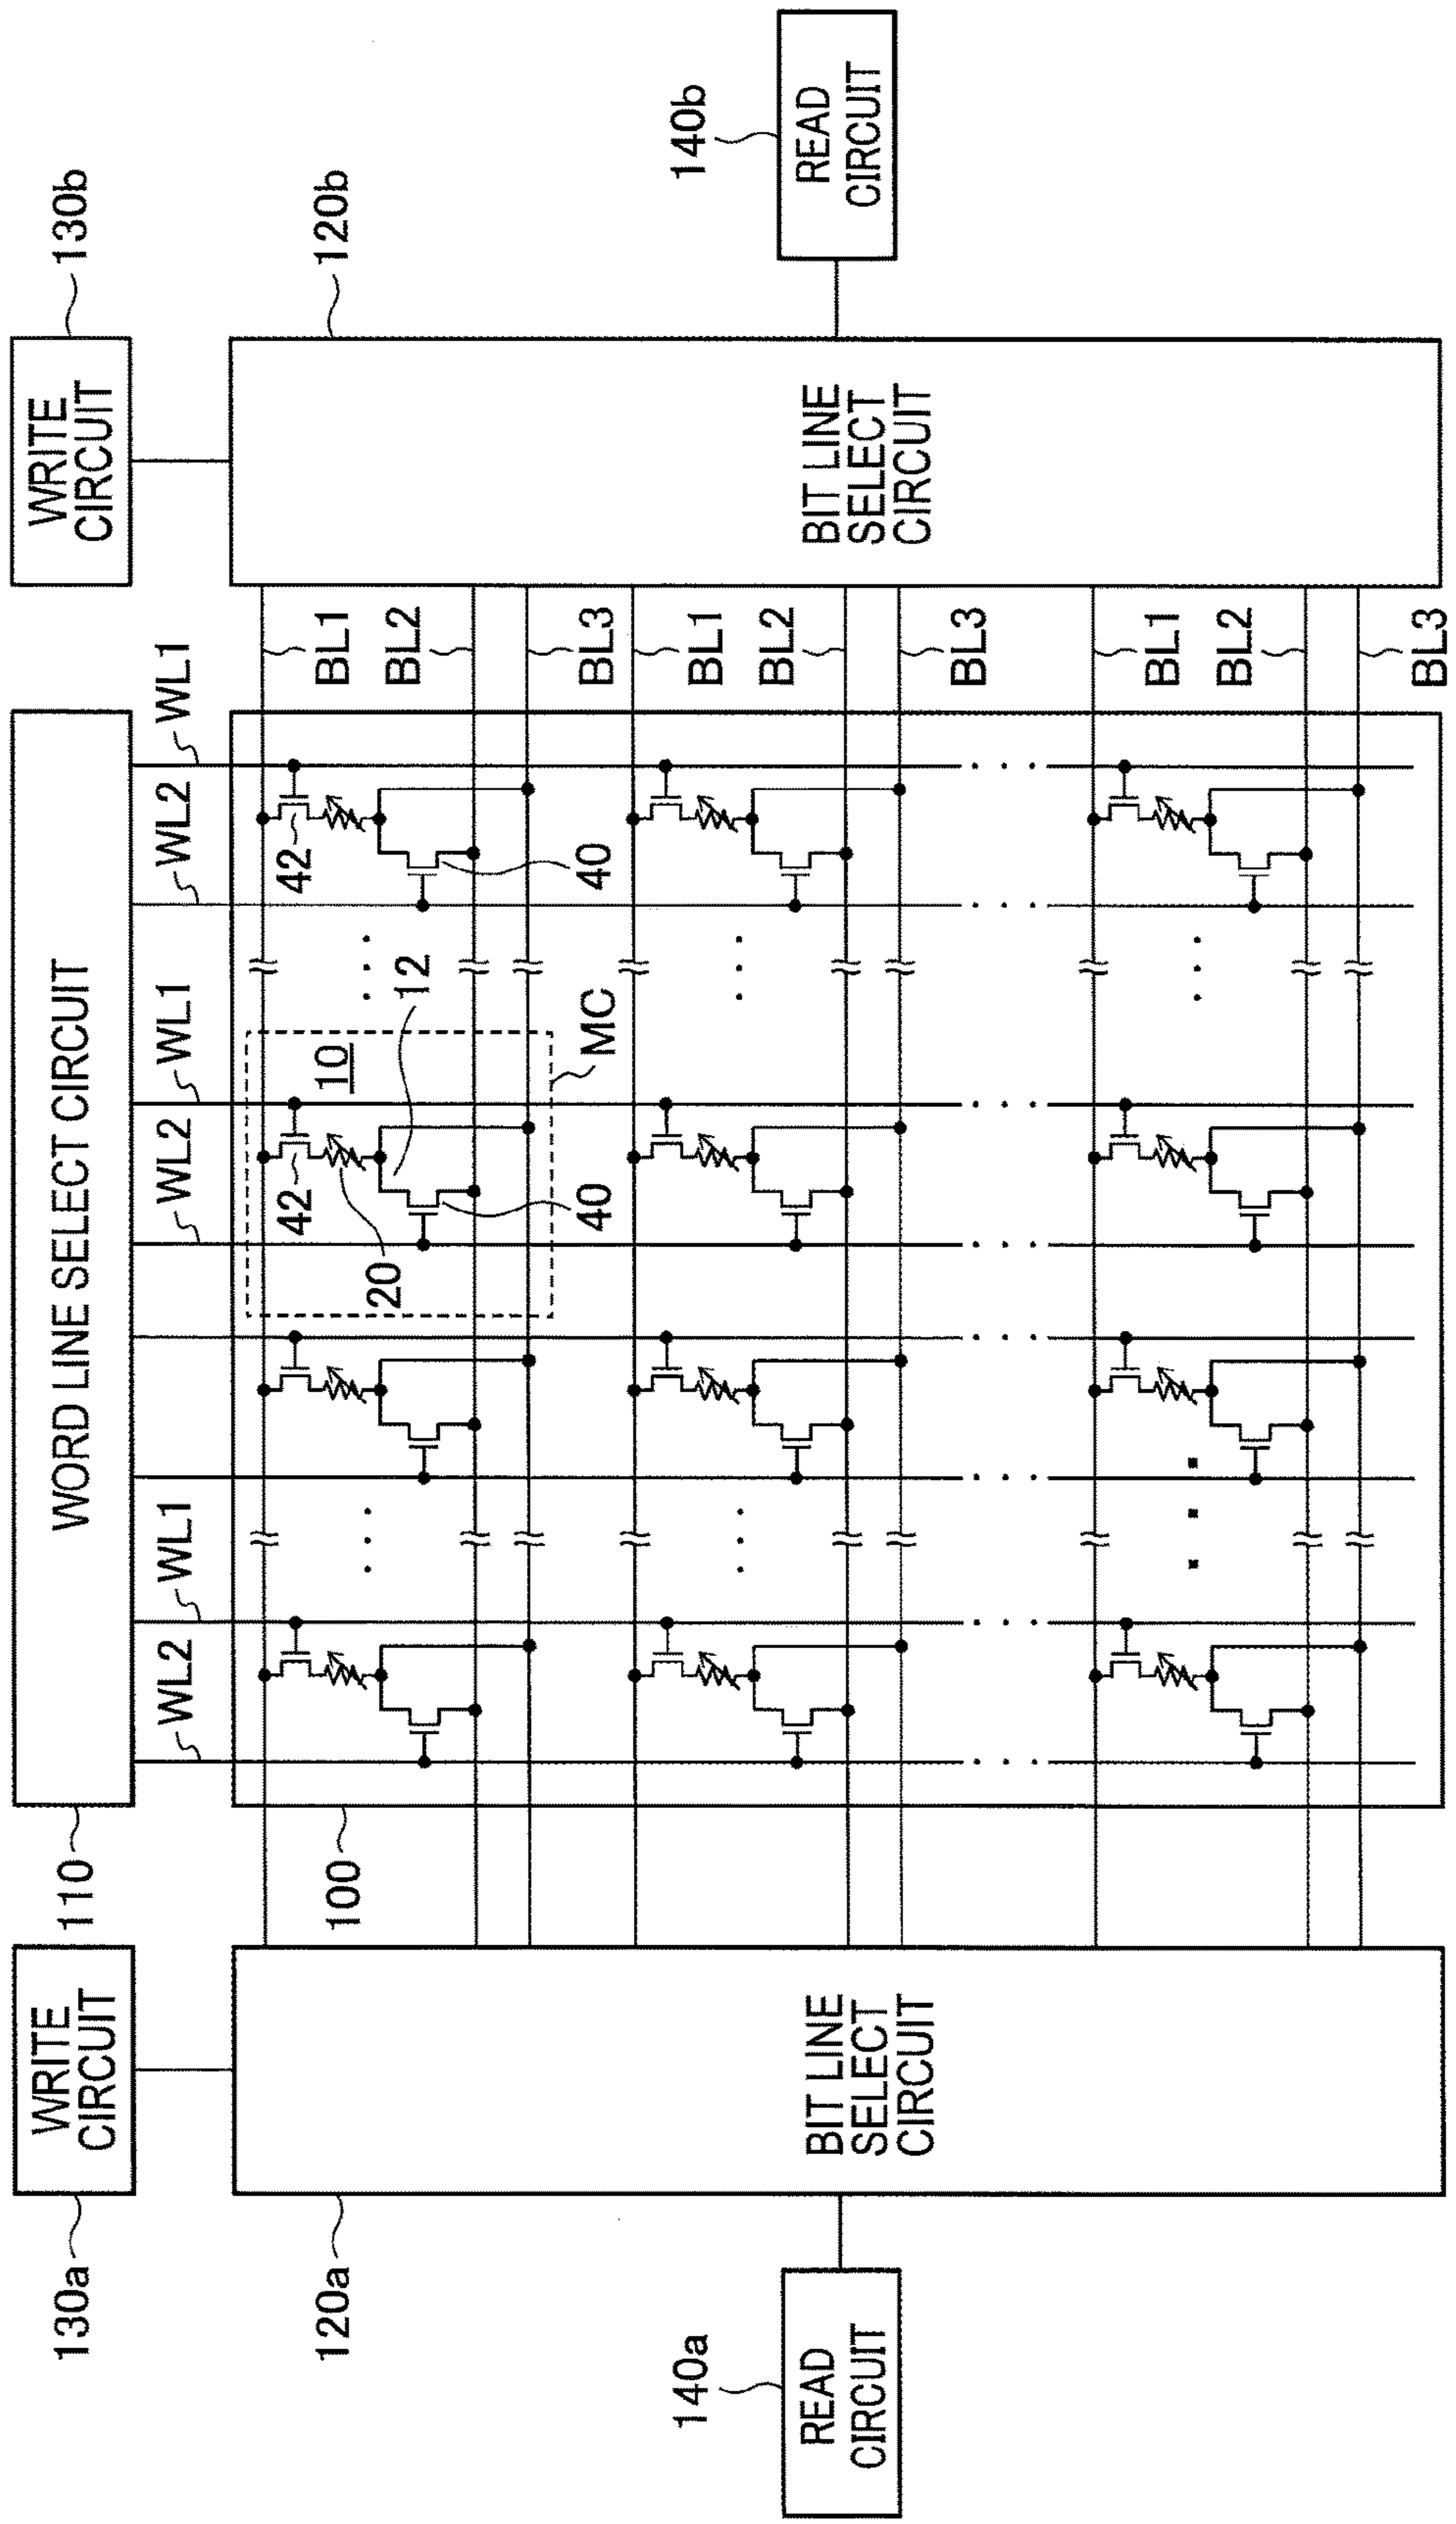 130a
WRITE
CIRCUIT
110
WORD LINE SELECT CIRCUIT
WRITE
CIRCUIT
130b
WL2
WL1
WL2
WL1
WL2
WL1
120a
BIT LINE
SELECT
CIRCUIT
100
42
20
10
12
40
MC
42
40
BL1
BL2
BL3
BL1
BL2
BL3
BL1
BL2
BL3
120b
BIT LINE
SELECT
CIRCUIT
140a
READ
CIRCUIT
140b
READ
CIRCUIT